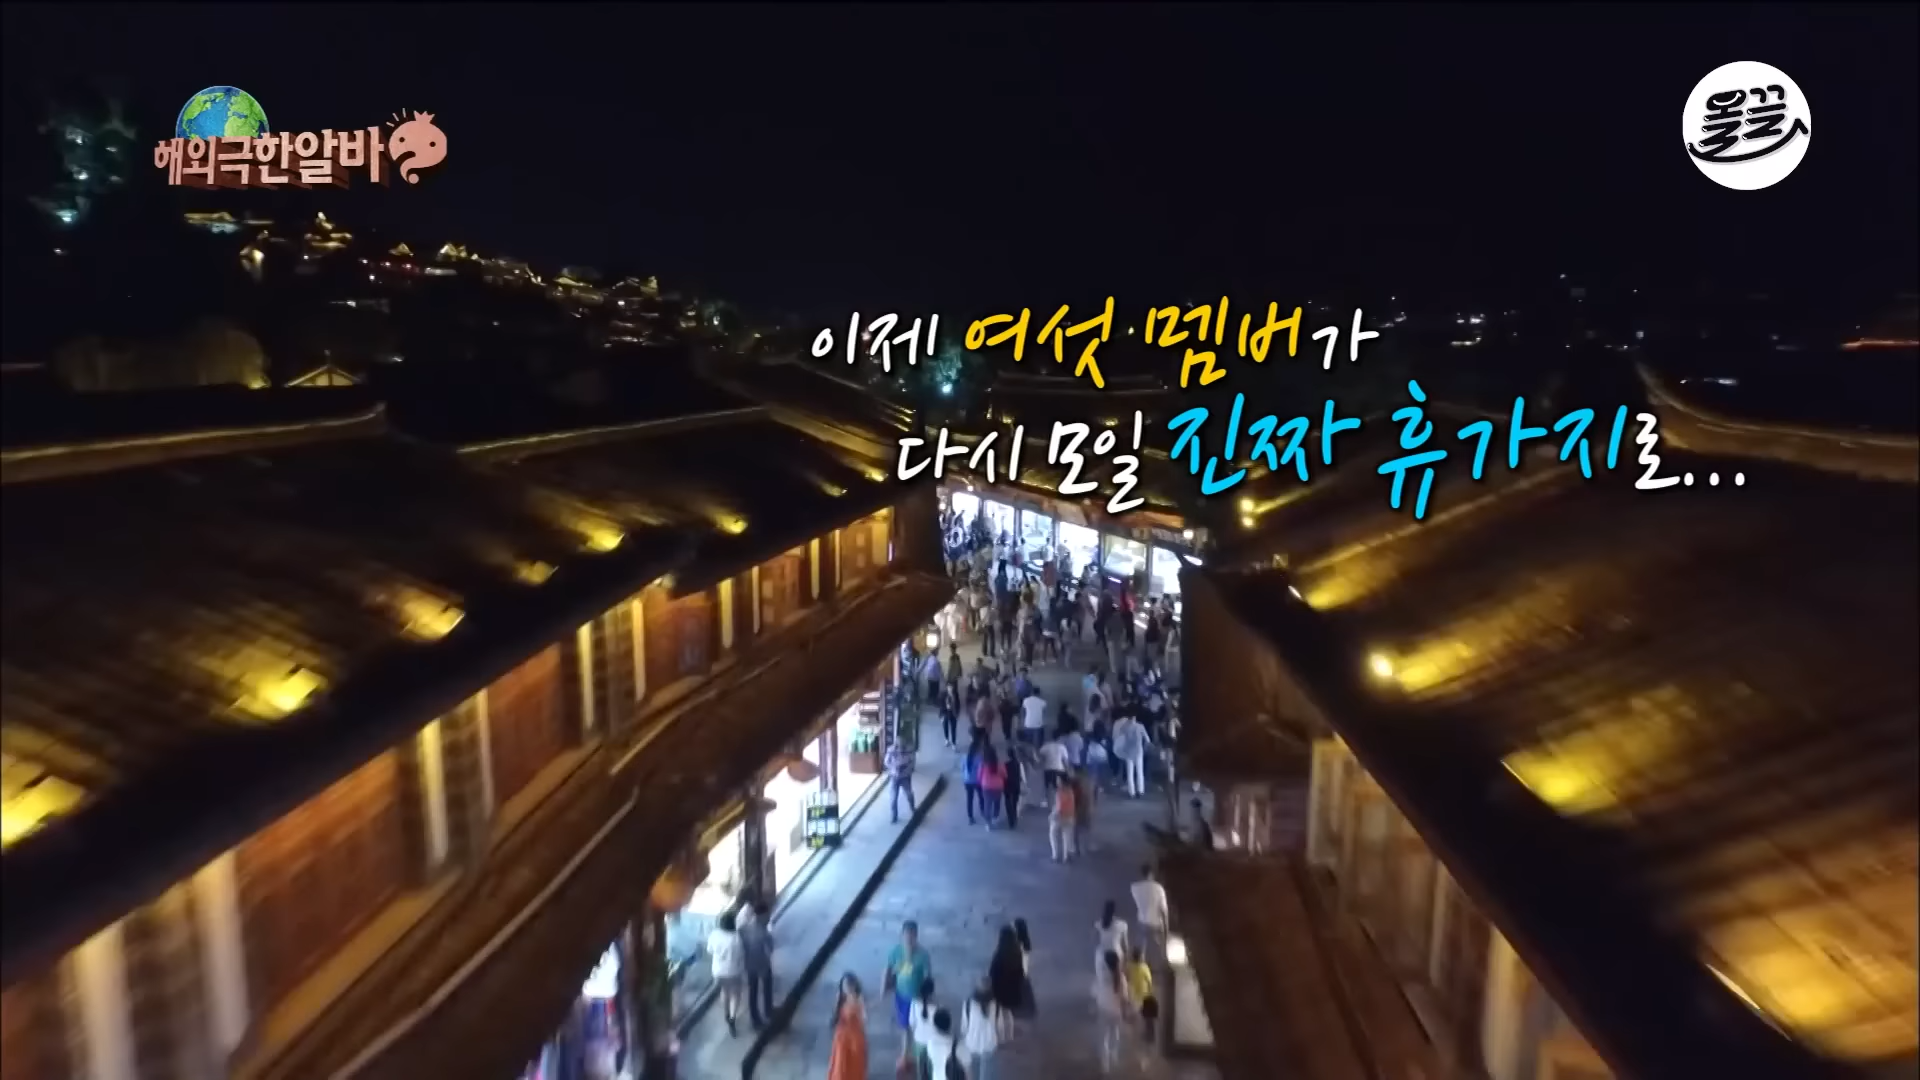 해외극한알바
올끌
이제 여섯 멤버가
다시 모일 진짜 휴가지로...